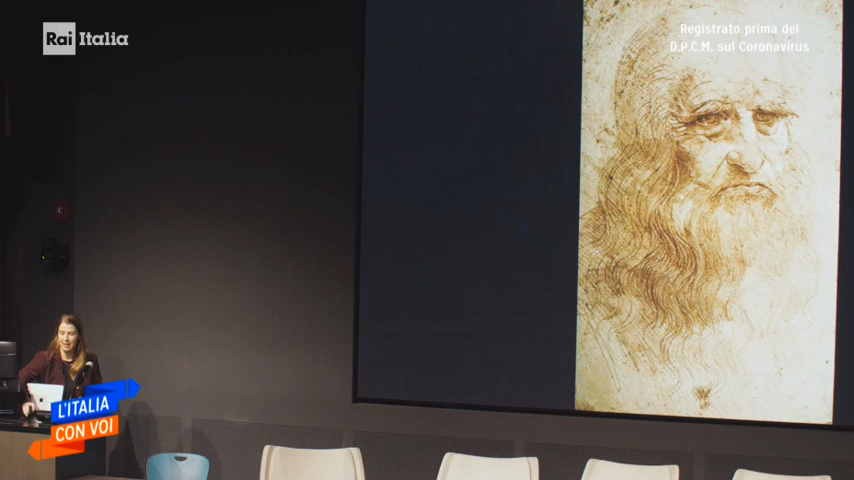 Rai Italia
Registrato prima del
D.P.C.M. sul Coronavirus
L'ITALIA
CON VOI